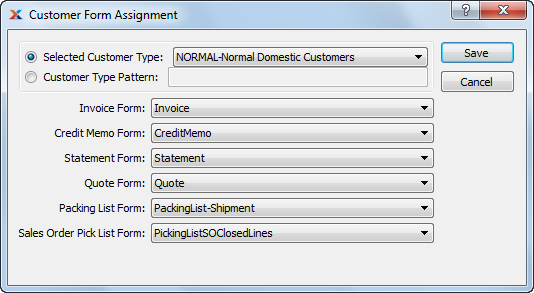 Customer Form Assignment
Selected Customer Type: NORMAL-Normal Domestic Customers
Save
Customer Type Pattern:
Cancel
Invoice Form: Invoice
Credit Memo Form: CreditMemo
Statement Form: Statement
Quote Form: Quote
Packing List Form: PackingList-Shipment
Sales Order Pick List Form: PickingListSOClosedLines